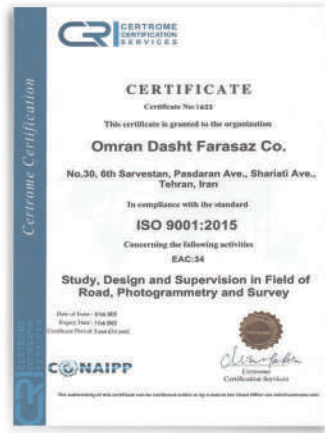 CERTROME
CERTIFICATION
SERVICES
Certrome Certification
CERTIFICATE
Certificate No:1622
This certificate is granted to the organization
Omran Dasht Farasaz Co.
No.30, 6th Sarvestan, Pasdaran Ave., Shariati Ave.,
Tehran, Iran
In compliance with the standard
ISO 9001:2015
Concerning the following activities
EAC:34
Study, Design and Supervision in Field of
Road, Photogrammetry and Survey
CERTROME
CERTIFICATION
SERVICES
CONAIPP
Certrome
Certification Services